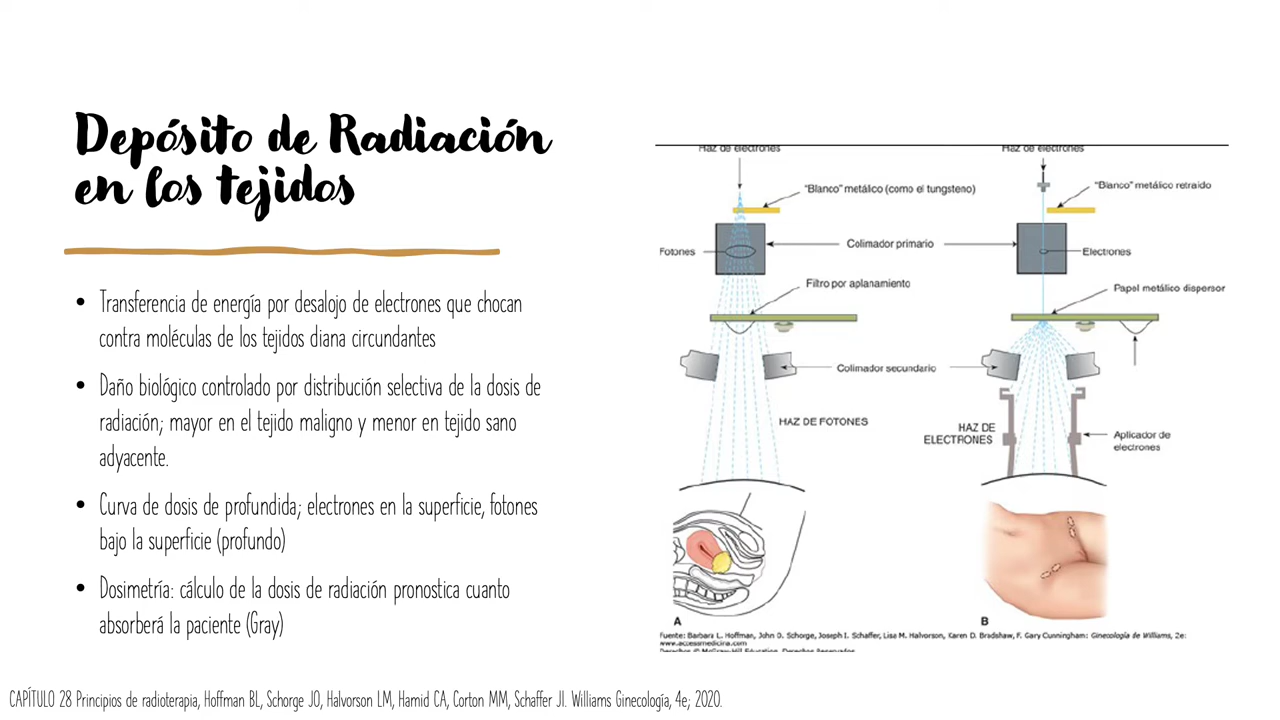 Depósito de Radiación
en los tejidos
• Transferencia de energía por desalojo de electrones que chocan
contra moléculas de los tejidos diana circundantes
• Daño biológico controlado por distribución selectiva de la dosis de
radiación; mayor en el tejido maligno y menor en tejido sano
adyacente.
• Curva de dosis de profundida; electrones en la superficie, fotones
bajo la superficie (profundo)
• Dosimetría: cálculo de la dosis de radiación pronostica cuanto
absorberá la paciente (Gray)
Haz de electrones
"Blanco" metálico (como el tungsteno)
Fotones
Colimador primario
Filtro por aplanamiento
Colimador secundario
HAZ DE FOTONES
A
Haz de electrones
"Blanco" metálico retraído
Electrones
Papel metálico dispersor
HAZ DE
ELECTRONES
Aplicador de
electrones
B
Fuente: Barbara L. Hoffman, John O. Schorge, Joseph I. Schaffer, Lisa M. Halvorson, Karen D. Bradshaw, F. Gary Cunningham: Ginecología de Williams, 2e:
www.accessmedicina.com
Derechos © McGraw-Hill Education. Derechos Reservados.
CAPÍTULO 28 Principios de radioterapia, Hoffman BL, Schorge JO, Halvorson LM, Hamid CA, Corton MM, Schaffer JI. Williams Ginecología, 4e; 2020.